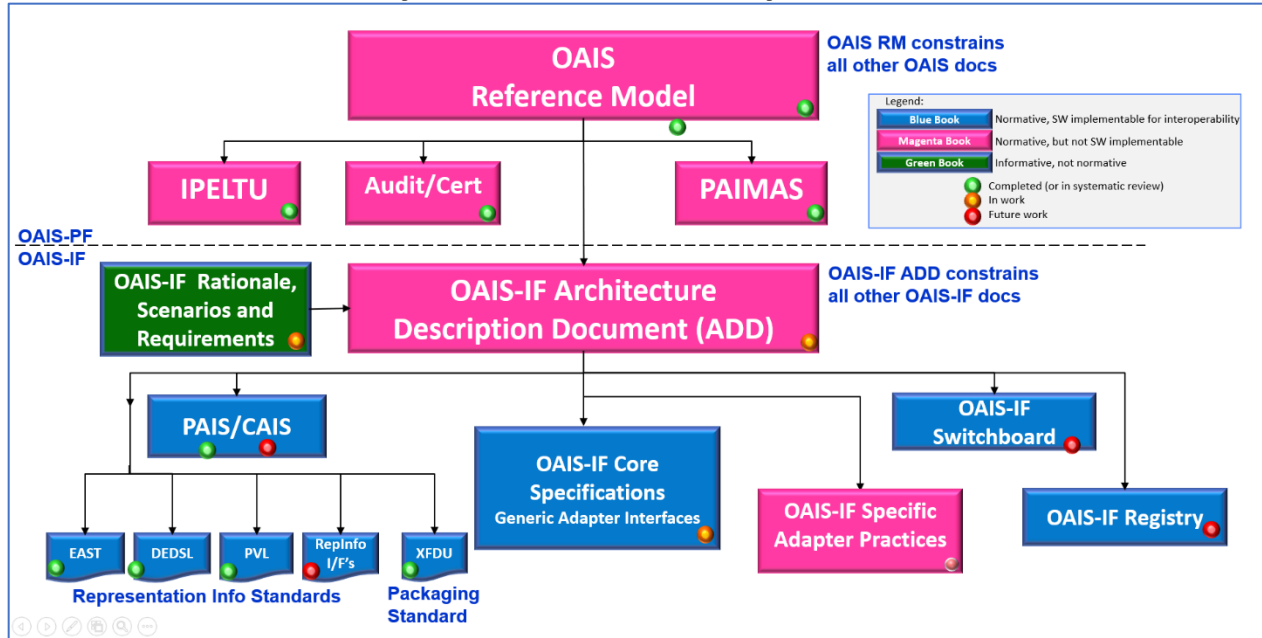 OAIS
Reference Model
OAIS RM constrains
all other OAIS docs
Legend:
Blue Book
Normative, SW implementable for interoperability
Magenta Book
Normative, but not SW implementable
Green Book
Informative, not normative
Completed (or in systematic review)
In work
Future work
IPELTU
Audit/Cert
PAIMAS
OAIS-PF
OAIS-IF
OAIS-IF Rationale,
Scenarios and
Requirements
OAIS-IF Architecture
Description Document (ADD)
OAIS-IF ADD constrains
all other OAIS-IF docs
PAIS/CAIS
OAIS-IF
Switchboard
OAIS-IF Core
Specifications
Generic Adapter Interfaces
OAIS-IF Specific
Adapter Practices
OAIS-IF Registry
EAST
DEDSL
PVL
RepInfo
I/F's
XFDU
Representation Info Standards
Packaging
Standard